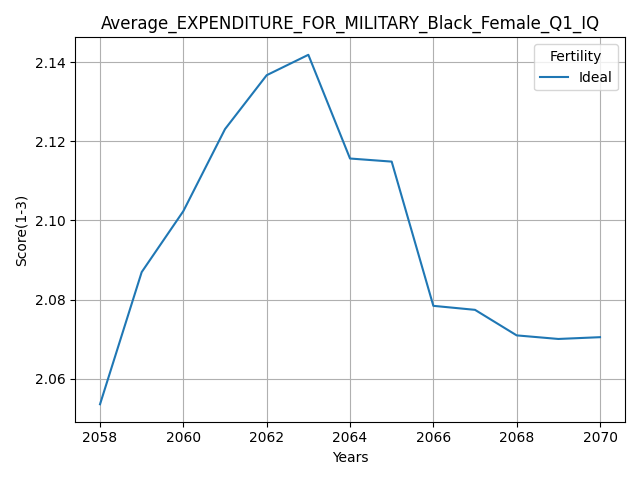 Average_EXPENDITURE_FOR_MILITARY_Black_Female_Q1_IQ
Fertility
Ideal
2.14
2.12
2.10
2.08
2.06
Score(1-3)
2058 2060 2062 2064 2066 2068 2070
Years